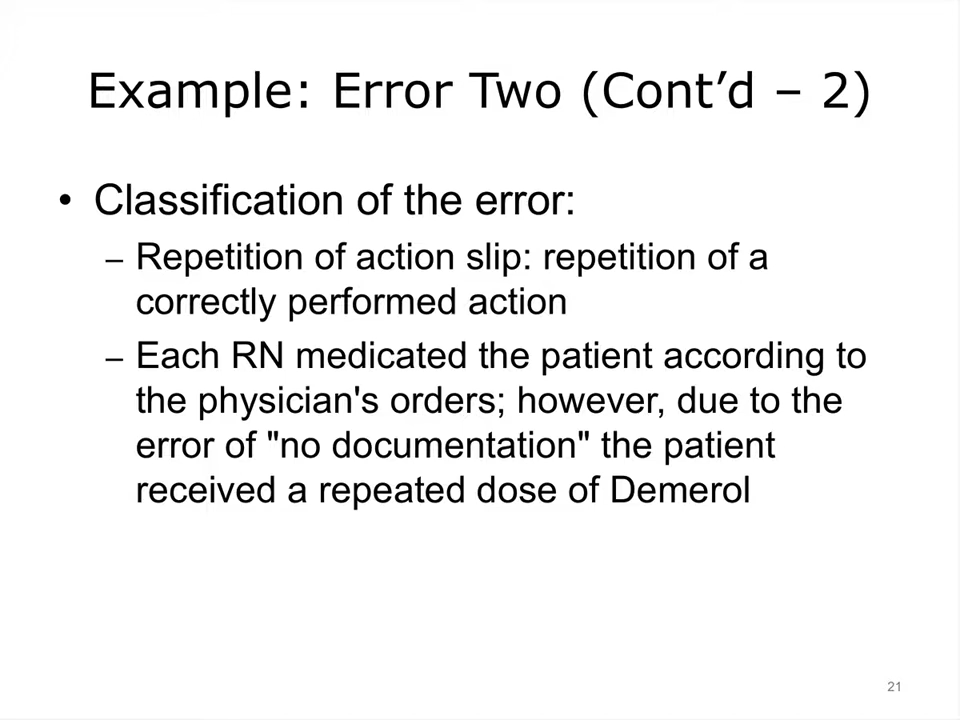 Example: Error Two (Cont’d – 2)
• Classification of the error:
– Repetition of action slip: repetition of a
correctly performed action
– Each RN medicated the patient according to
the physician's orders; however, due to the
error of "no documentation" the patient
received a repeated dose of Demerol
21